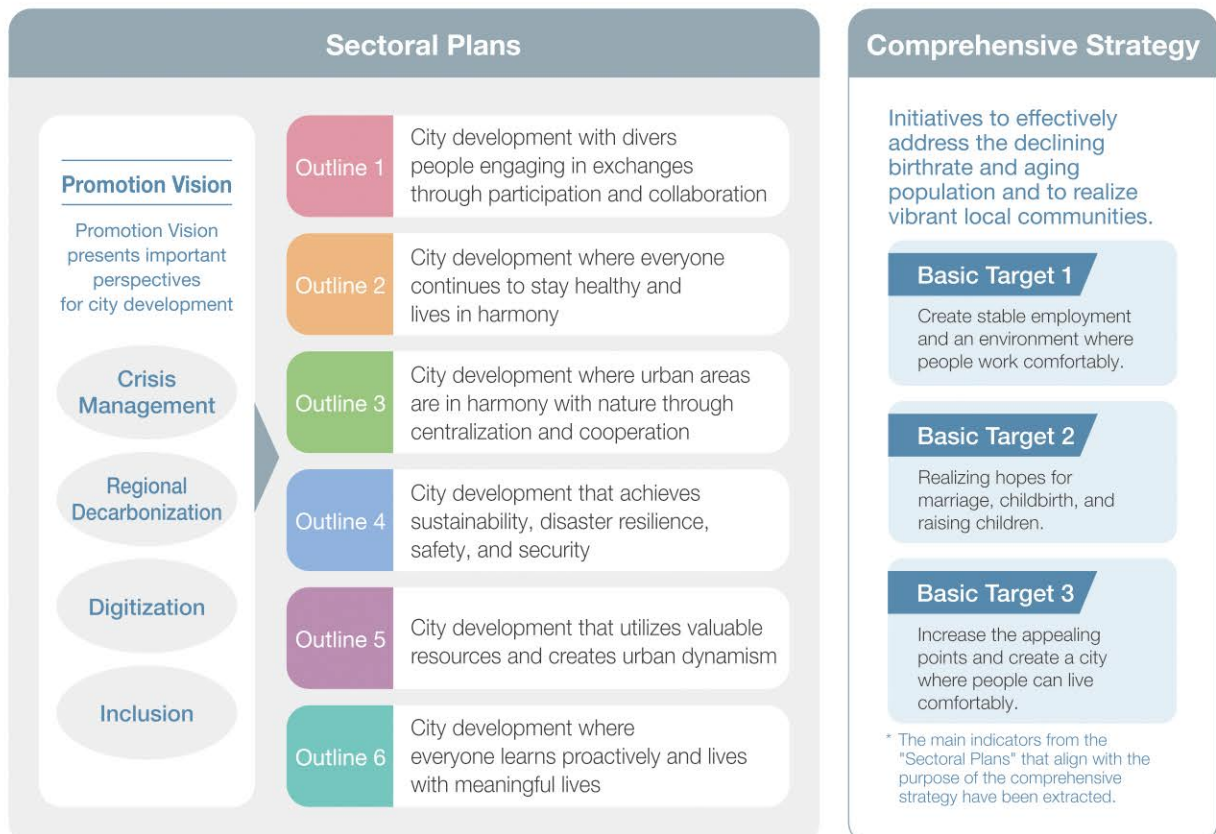 Sectoral Plans
Promotion Vision
Promotion Vision
presents important
perspectives
for city development
Crisis
Management
Regional
Decarbonization
Digitization
Inclusion
Outline 1
City development with divers
people engaging in exchanges
through participation and collaboration
Outline 2
City development where everyone
continues to stay healthy and
lives in harmony
Outline 3
City development where urban areas
are in harmony with nature through
centralization and cooperation
Outline 4
City development that achieves
sustainability, disaster resilience,
safety, and security
Outline 5
City development that utilizes valuable
resources and creates urban dynamism
Outline 6
City development where
everyone learns proactively and lives
with meaningful lives
Comprehensive Strategy
Initiatives to effectively
address the declining
birthrate and aging
population and to realize
vibrant local communities.
Basic Target 1
Create stable employment
and an environment where
people work comfortably.
Basic Target 2
Realizing hopes for
marriage, childbirth, and
raising children.
Basic Target 3
Increase the appealing
points and create a city
where people can live
comfortably.
* The main indicators from the
"Sectoral Plans" that align with the
purpose of the comprehensive
strategy have been extracted.